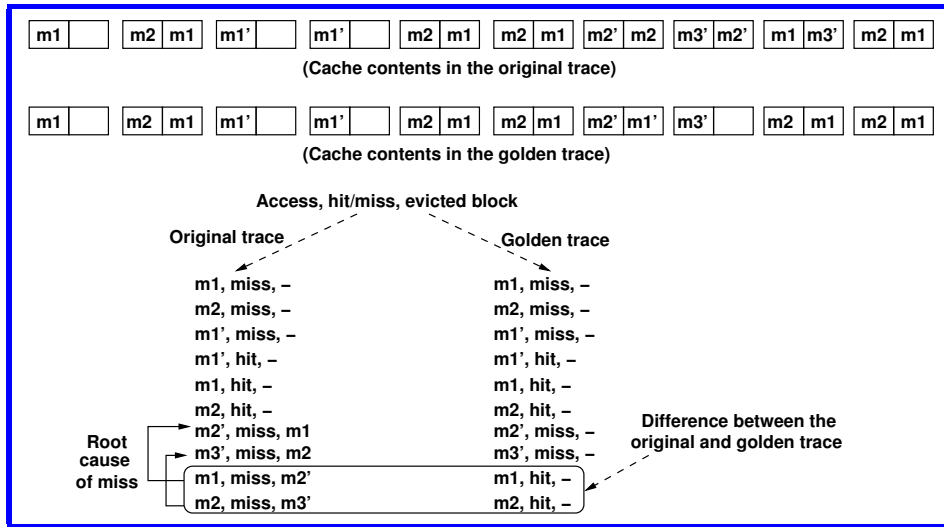 m1 m2 m1 m1' m1' m2 m1 m2 m1 m2' m2 m3' m2' m1 m3' m2 m1
(Cache contents in the original trace)
m1 m2 m1 m1' m1' m2 m1 m2 m1 m2' m1' m3' m2 m1 m2 m1
(Cache contents in the golden trace)
Access, hit/miss, evicted block
Original trace
Golden trace
m1, miss, –
m2, miss, –
m1', miss, –
m1', hit, –
m1, hit, –
m2, hit, –
m2', miss, m1
m3', miss, m2
m1, miss, m2'
m2, miss, m3'
m1, miss, –
m2, miss, –
m1', miss, –
m1', hit, –
m1, hit, –
m2, hit, –
m2', miss, –
m3', miss, –
m1, hit, –
m2, hit, –
Root
cause
of miss
Difference between the
original and golden trace